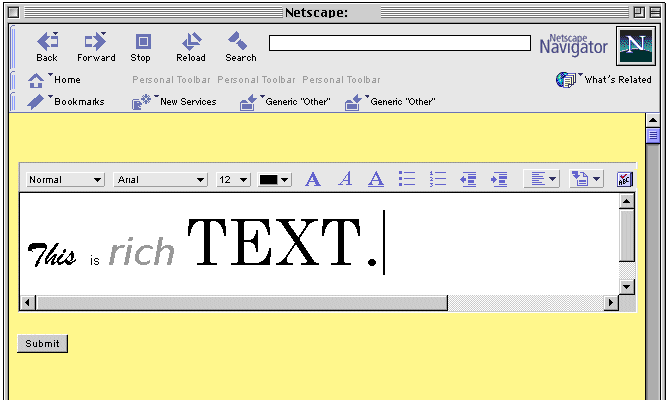 Netscape:
Back Forward Stop Reload Search Netscape Navigator N
Home Personal Toolbar Personal Toolbar Personal Toolbar What's Related
Bookmarks New Services Generic "Other" Generic "Other"
Normal Arial 12 A A A ABC
This is rich TEXT.
Submit